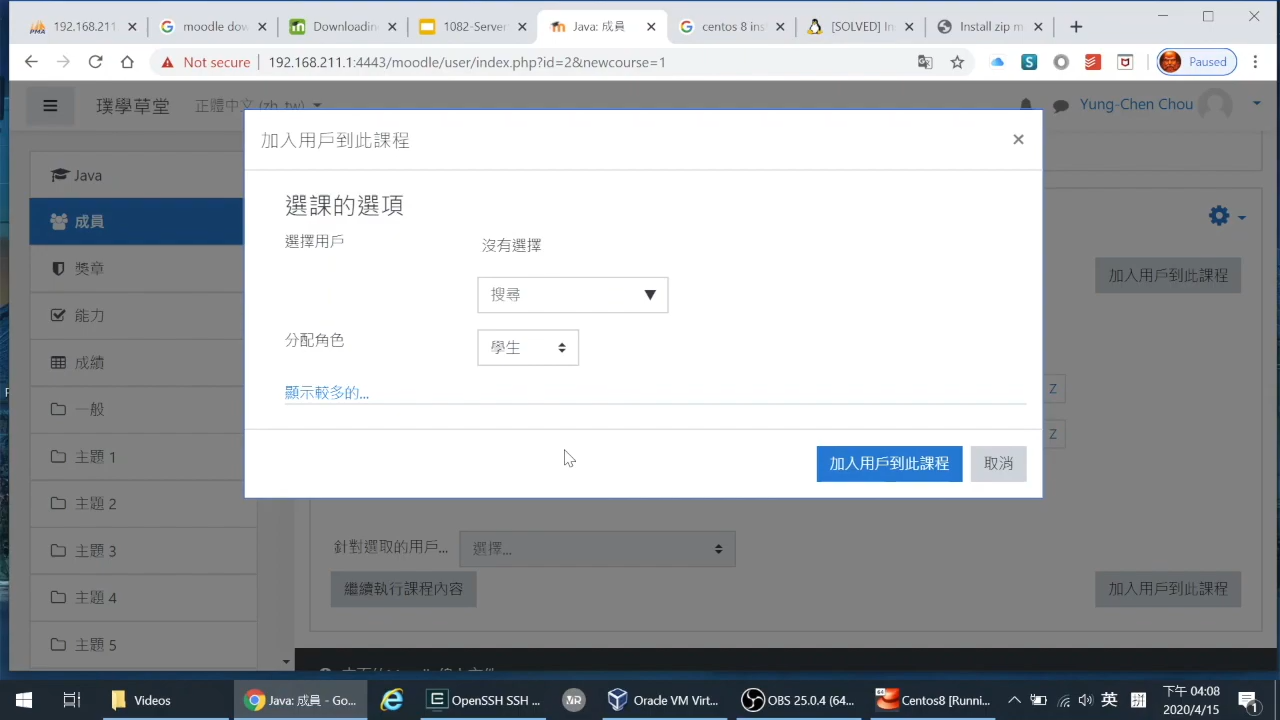 192.168.211
moodle dow
Downloadin
1082-Server
Java: 成員
centos 8 ins
[SOLVED] In
Install zip m
Not secure
192.168.211.1:4443/moodle/user/index.php?id=2&newcourse=1
Paused
璞學草堂
正體中文 (zh_tw)
Yung-Chen Chou
加入用戶到此課程
Java
選課的選項
成員
選擇用戶
沒有選擇
獎章
加入用戶到此課程
搜尋
能力
分配角色
學生
成績
顯示較多的...
Z
一般
Z
主題 1
加入用戶到此課程
取消
主題 2
主題 3
針對選取的用戶...
選擇...
繼續執行課程內容
加入用戶到此課程
主題 4
主題 5
Videos
Java: 成員 - Go...
OpenSSH SSH ...
Oracle VM Virt...
OBS 25.0.4 (64...
Centos8 [Runni...
英
下午 04:08
2020/4/15
1